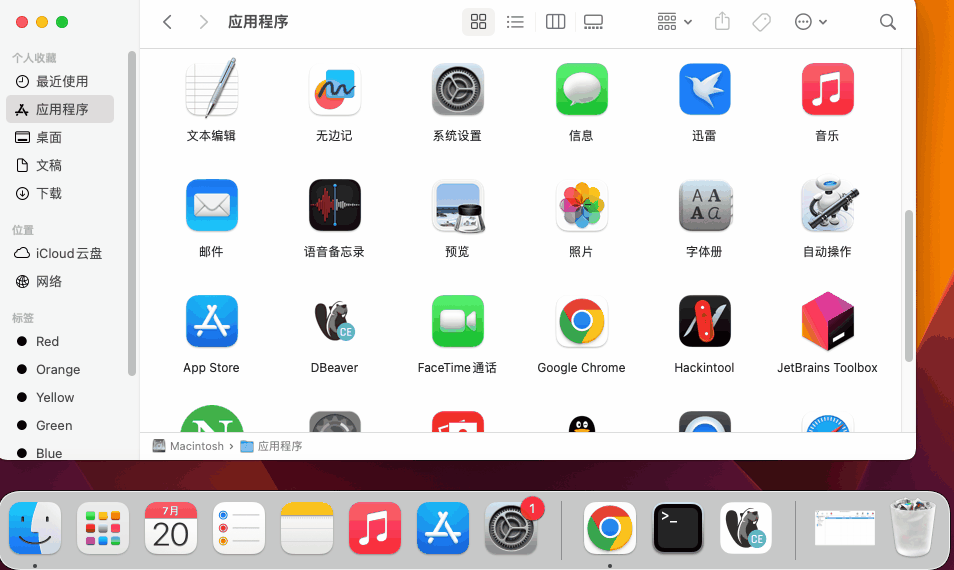 应用程序
个人收藏
最近使用
应用程序
桌面
文稿
下载
位置
iCloud云盘
网络
标签
Red
Orange
Yellow
Green
Blue
文本编辑
无边记
系统设置
信息
迅雷
音乐
邮件
语音备忘录
预览
照片
字体册
自动操作
App Store
DBeaver
FaceTime通话
Google Chrome
Hackintool
JetBrains Toolbox
A A
A a
CE
N
Macintosh › 应用程序
7月
20
1
>_
CE